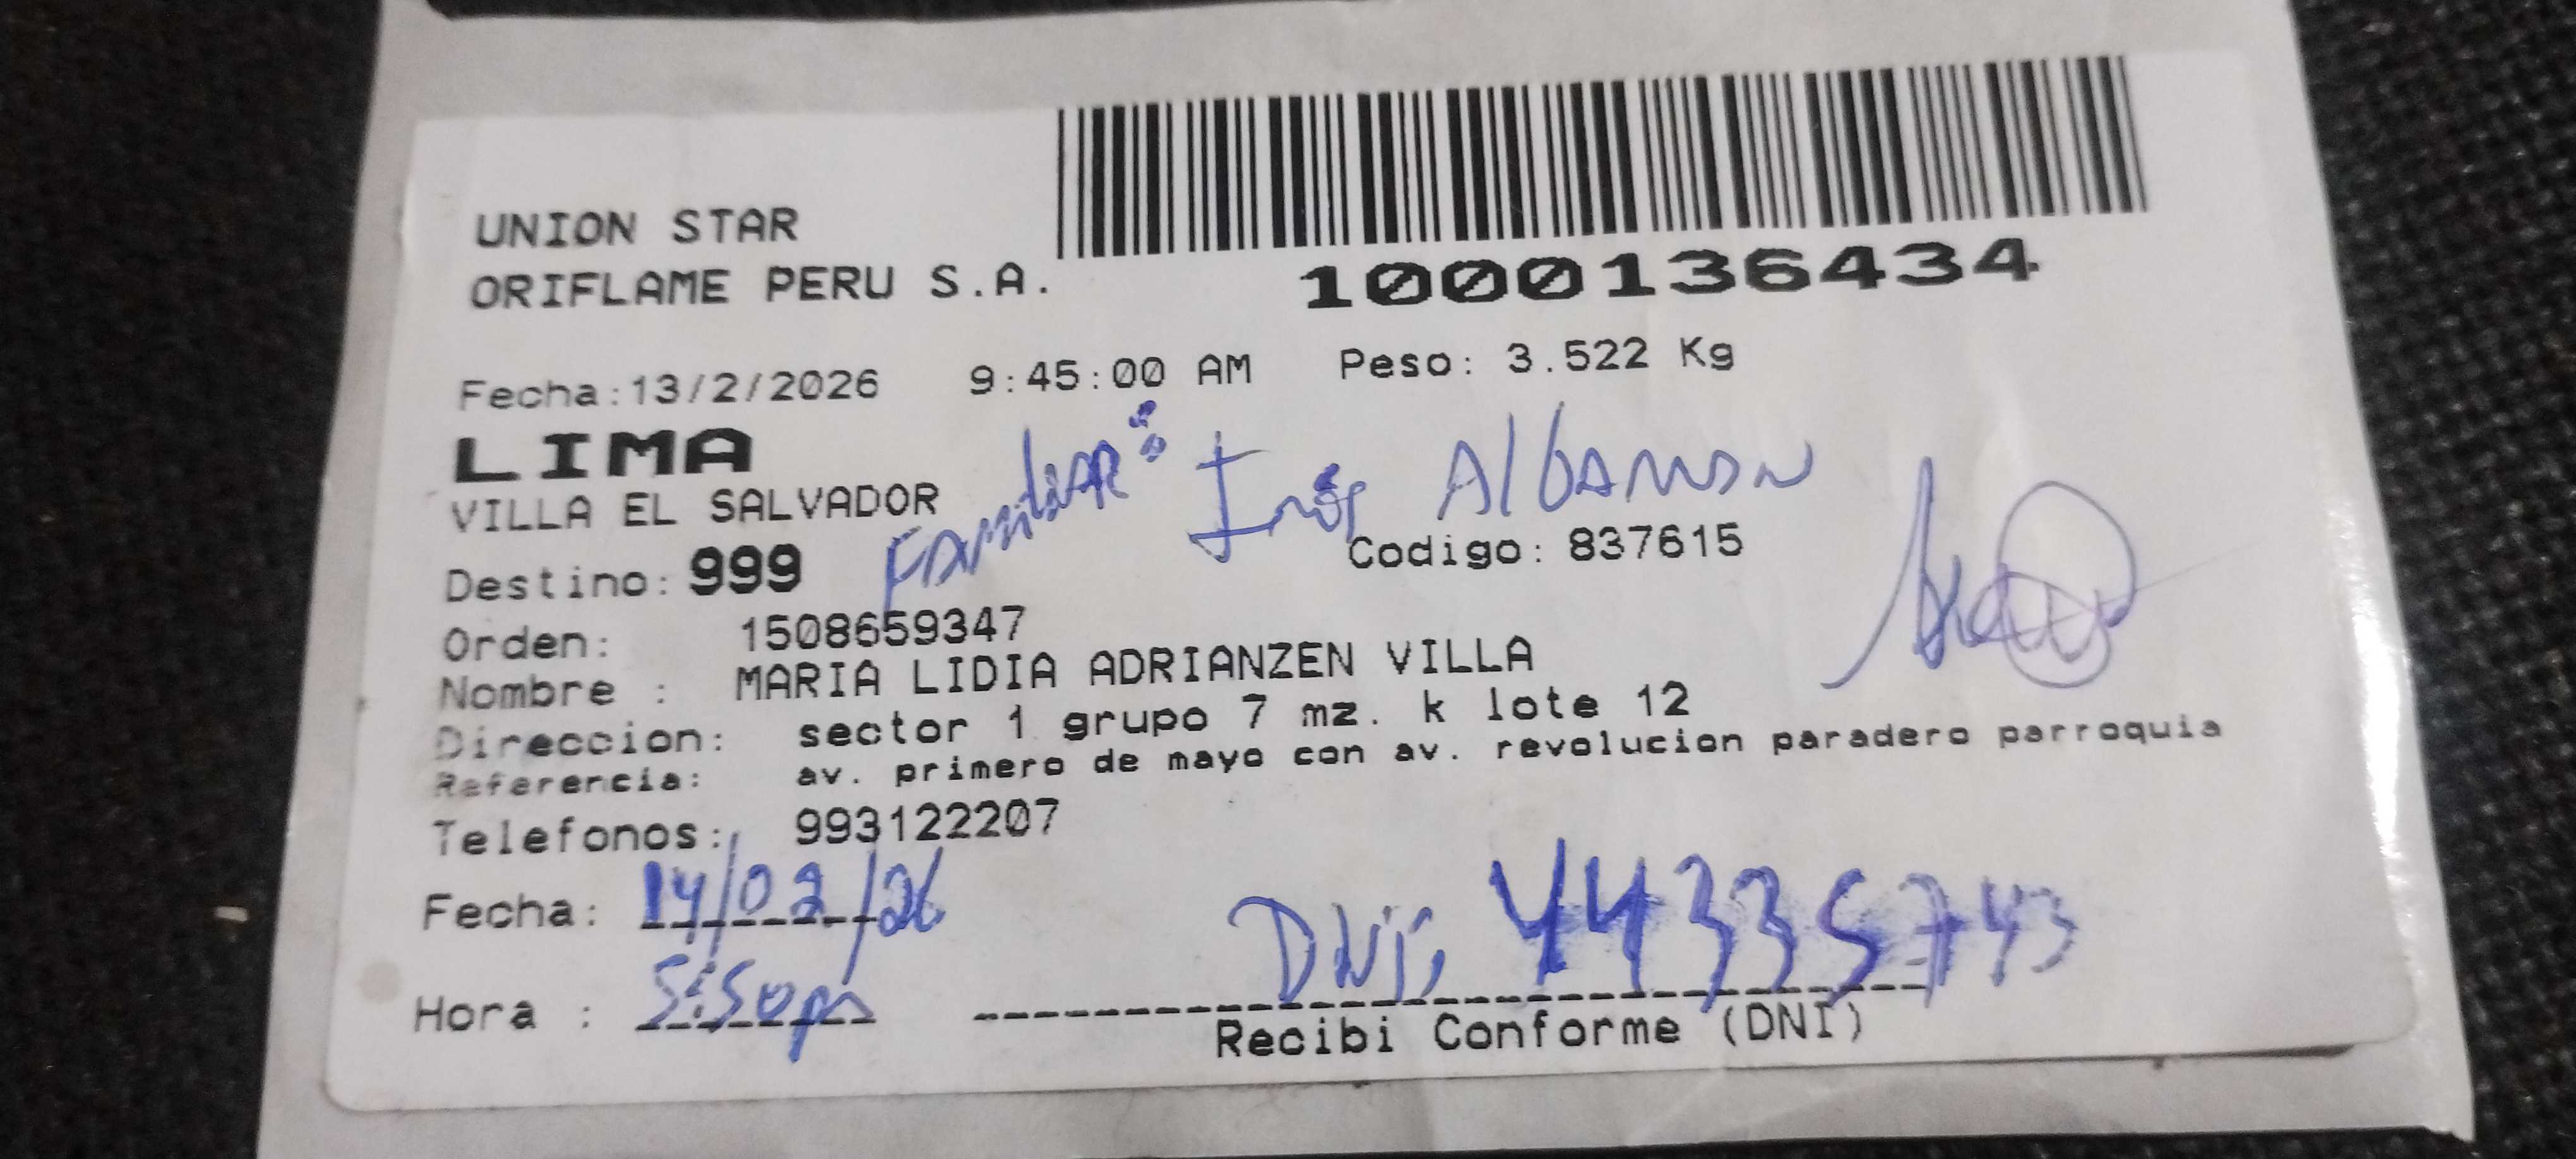 UNION STAR
ORIFLAME PERU S.A.
1000136434
Fecha:13/2/2026 9:45:00 AM Peso: 3.522 Kg
LIMA
VILLA EL SALVADOR
Familiar: Inés
Destino: 999 Codigo: 837615
Orden: 1508659347
Nombre : MARIA LIDIA ADRIANZEN VILLA
Direccion: sector 1 grupo 7 mz. k lote 12
Referencia: av. primero de mayo con av. revolucion paradero parroquia
Telefonos: 993122207
Fecha: 14/02/26
Hora : 5:50pm
DNI: 44335743
Recibi Conforme (DNI)